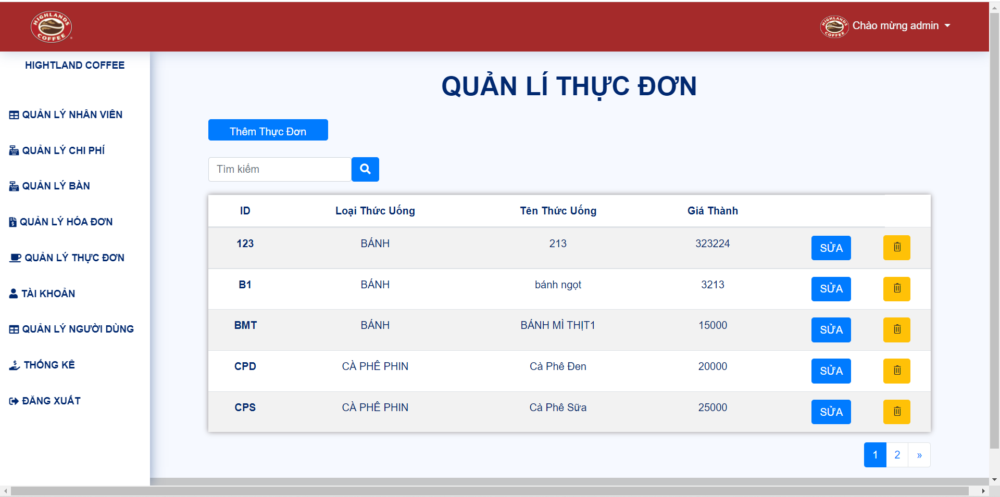 HIGHLANDS COFFEE
HIGHLANDS COFFEE Chào mừng admin
HIGHTLAND COFFEE
QUẢN LÝ NHÂN VIÊN
QUẢN LÝ CHI PHÍ
QUẢN LÝ BÀN
QUẢN LÝ HÓA ĐƠN
QUẢN LÝ THỰC ĐƠN
TÀI KHOẢN
QUẢN LÝ NGƯỜI DÙNG
THỐNG KÊ
ĐĂNG XUẤT
QUẢN LÍ THỰC ĐƠN
Thêm Thực Đơn
Tìm kiếm
ID Loại Thức Uống Tên Thức Uống Giá Thành
123 BÁNH 213 323224 SỬA
B1 BÁNH bánh ngọt 3213 SỬA
BMT BÁNH BÁNH MÌ THỊT1 15000 SỬA
CPD CÀ PHÊ PHIN Cà Phê Đen 20000 SỬA
CPS CÀ PHÊ PHIN Cà Phê Sữa 25000 SỬA
1 2 »